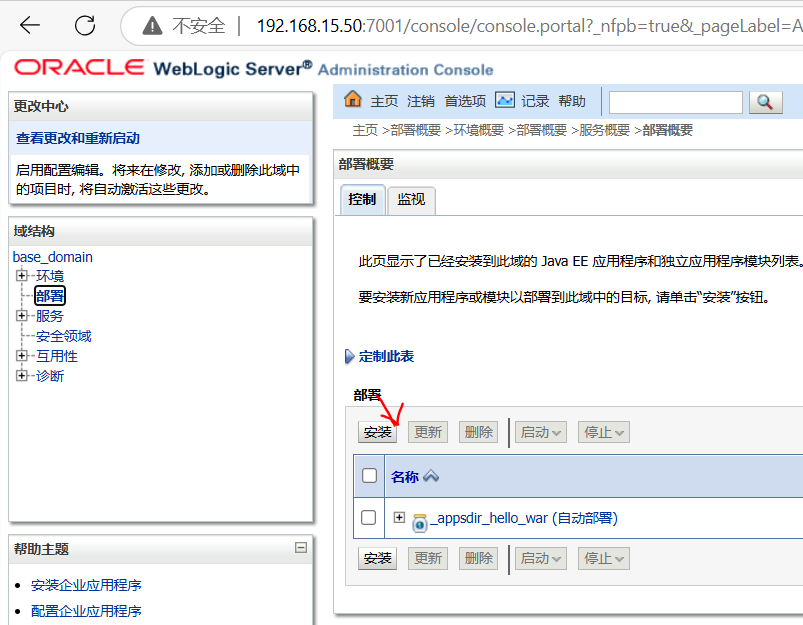 不安全 | 192.168.15.50:7001/console/console.portal?_nfpb=true&_pageLabel=A
ORACLE WebLogic Server® Administration Console
更改中心
查看更改和重新启动
启用配置编辑。将来在修改, 添加或删除此域中
的项目时, 将自动激活这些更改。
域结构
base_domain
环境
部署
服务
安全领域
互用性
诊断
帮助主题
安装企业应用程序
配置企业应用程序
主页 注销 首选项 记录 帮助
主页 >部署概要 >环境概要 >部署概要 >服务概要 >部署概要
部署概要
控制 监视
此页显示了已经安装到此域的 Java EE 应用程序和独立应用程序模块列表。
要安装新应用程序或模块以部署到此域中的目标, 请单击“安装”按钮。
定制此表
部署
安装 更新 删除 启动 停止
名称
_appsdir_hello_war (自动部署)
安装 更新 删除 启动 停止